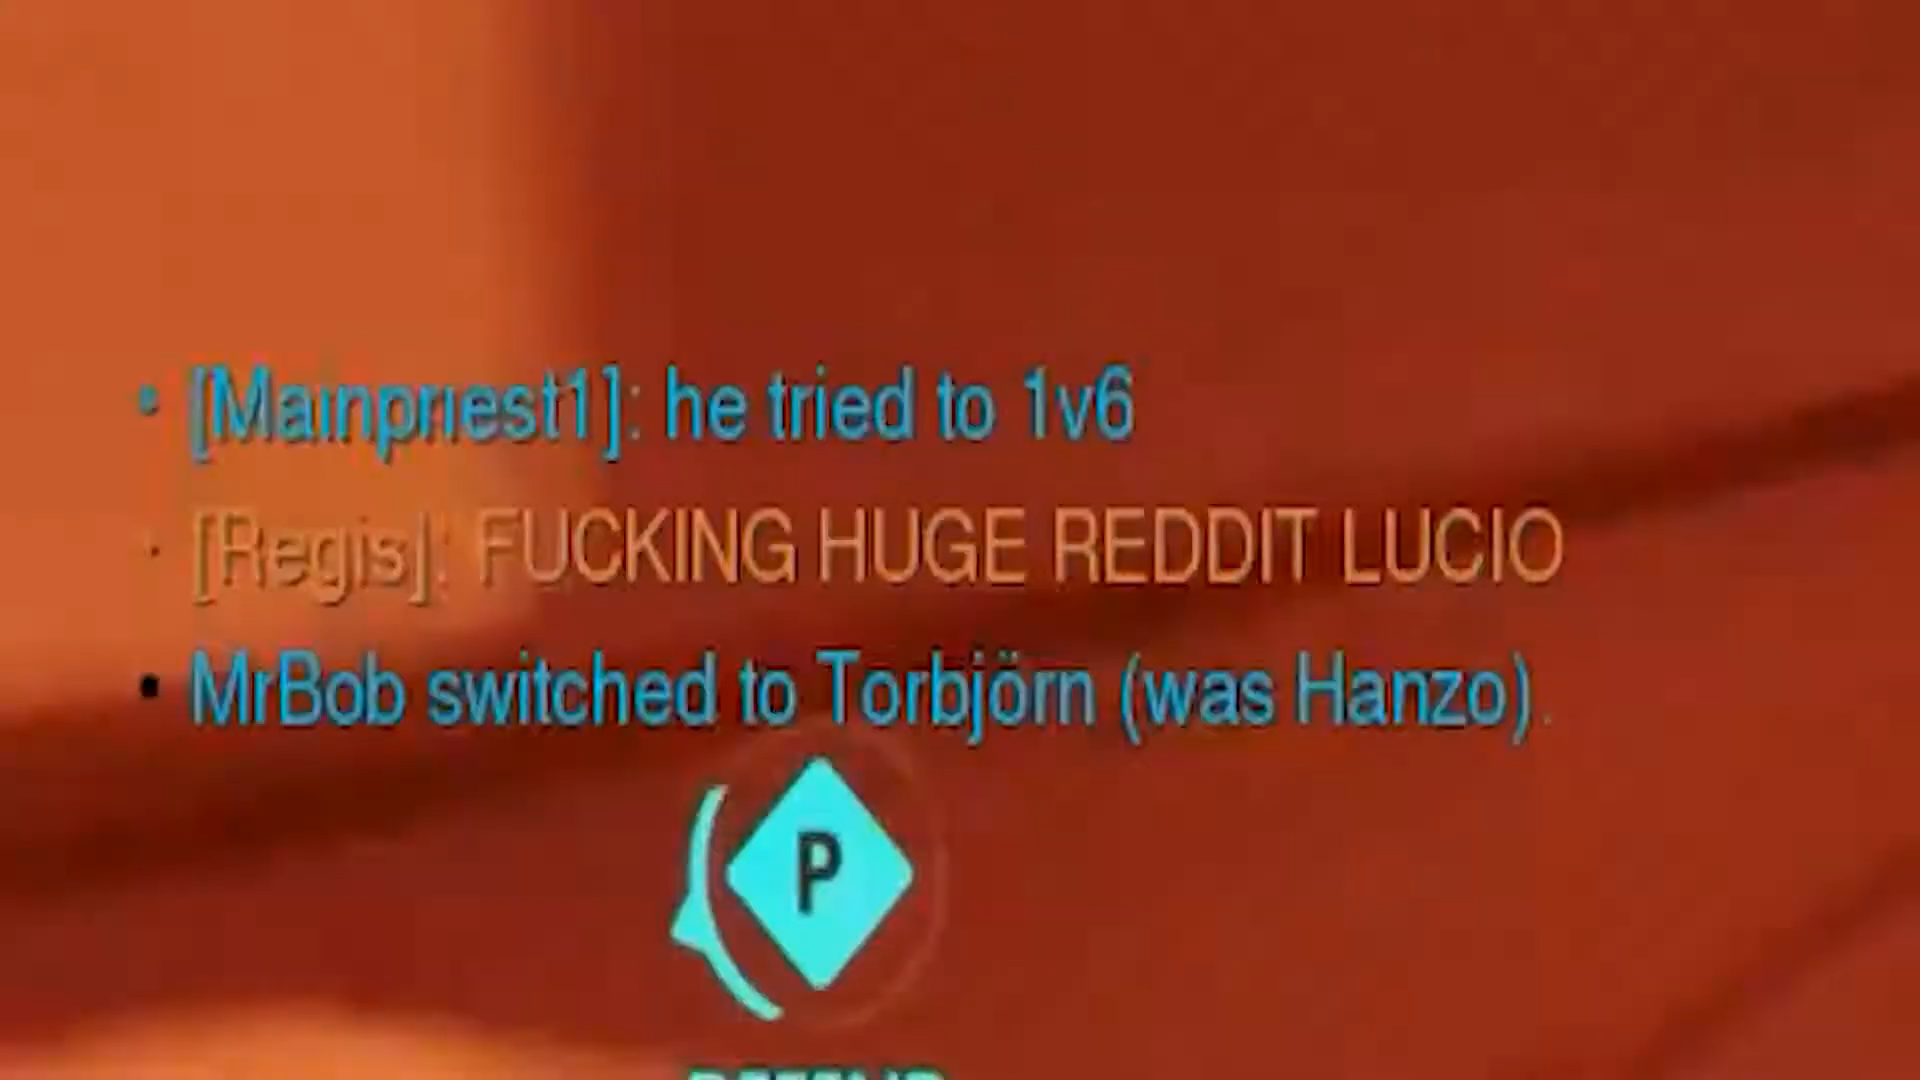 • [Mainpriest1]: he tried to 1v6
· [Regis]: FUCKING HUGE REDDIT LUCIO
• MrBob switched to Torbjörn (was Hanzo).
P